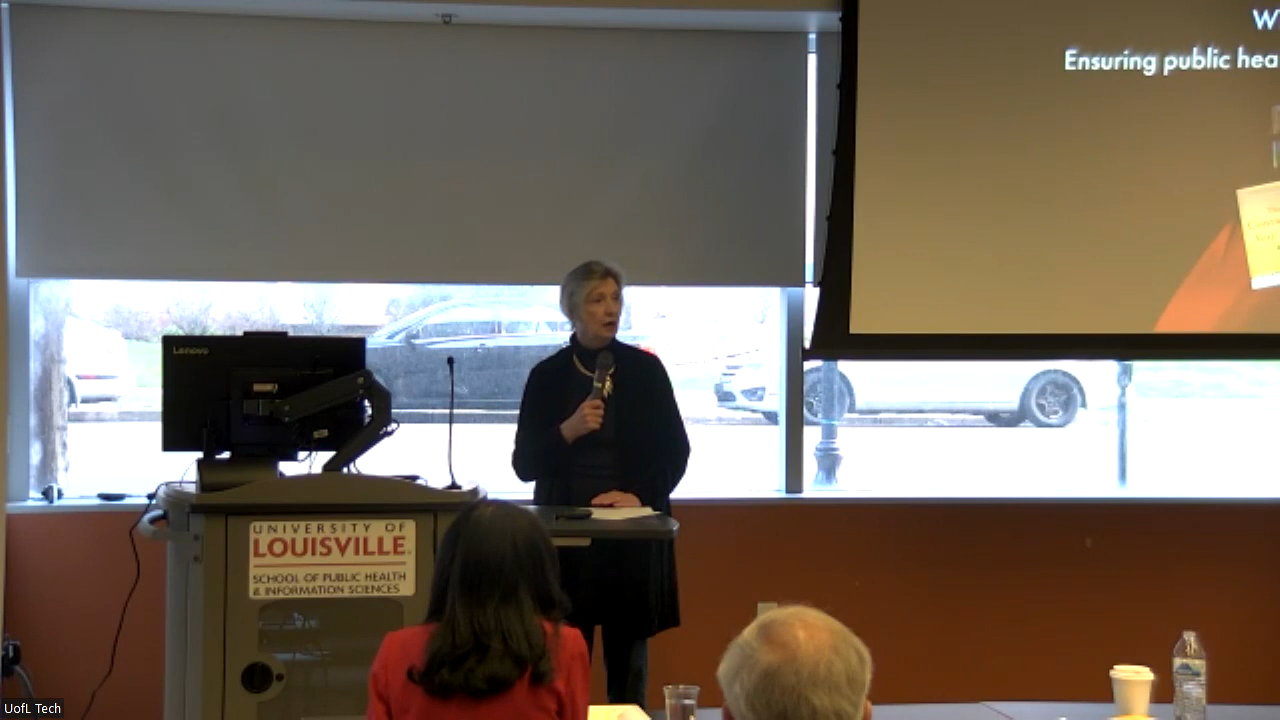 W
Ensuring public hea
Lenovo
UNIVERSITY OF
LOUISVILLE
SCHOOL OF PUBLIC HEALTH
& INFORMATION SCIENCES
UofL Tech